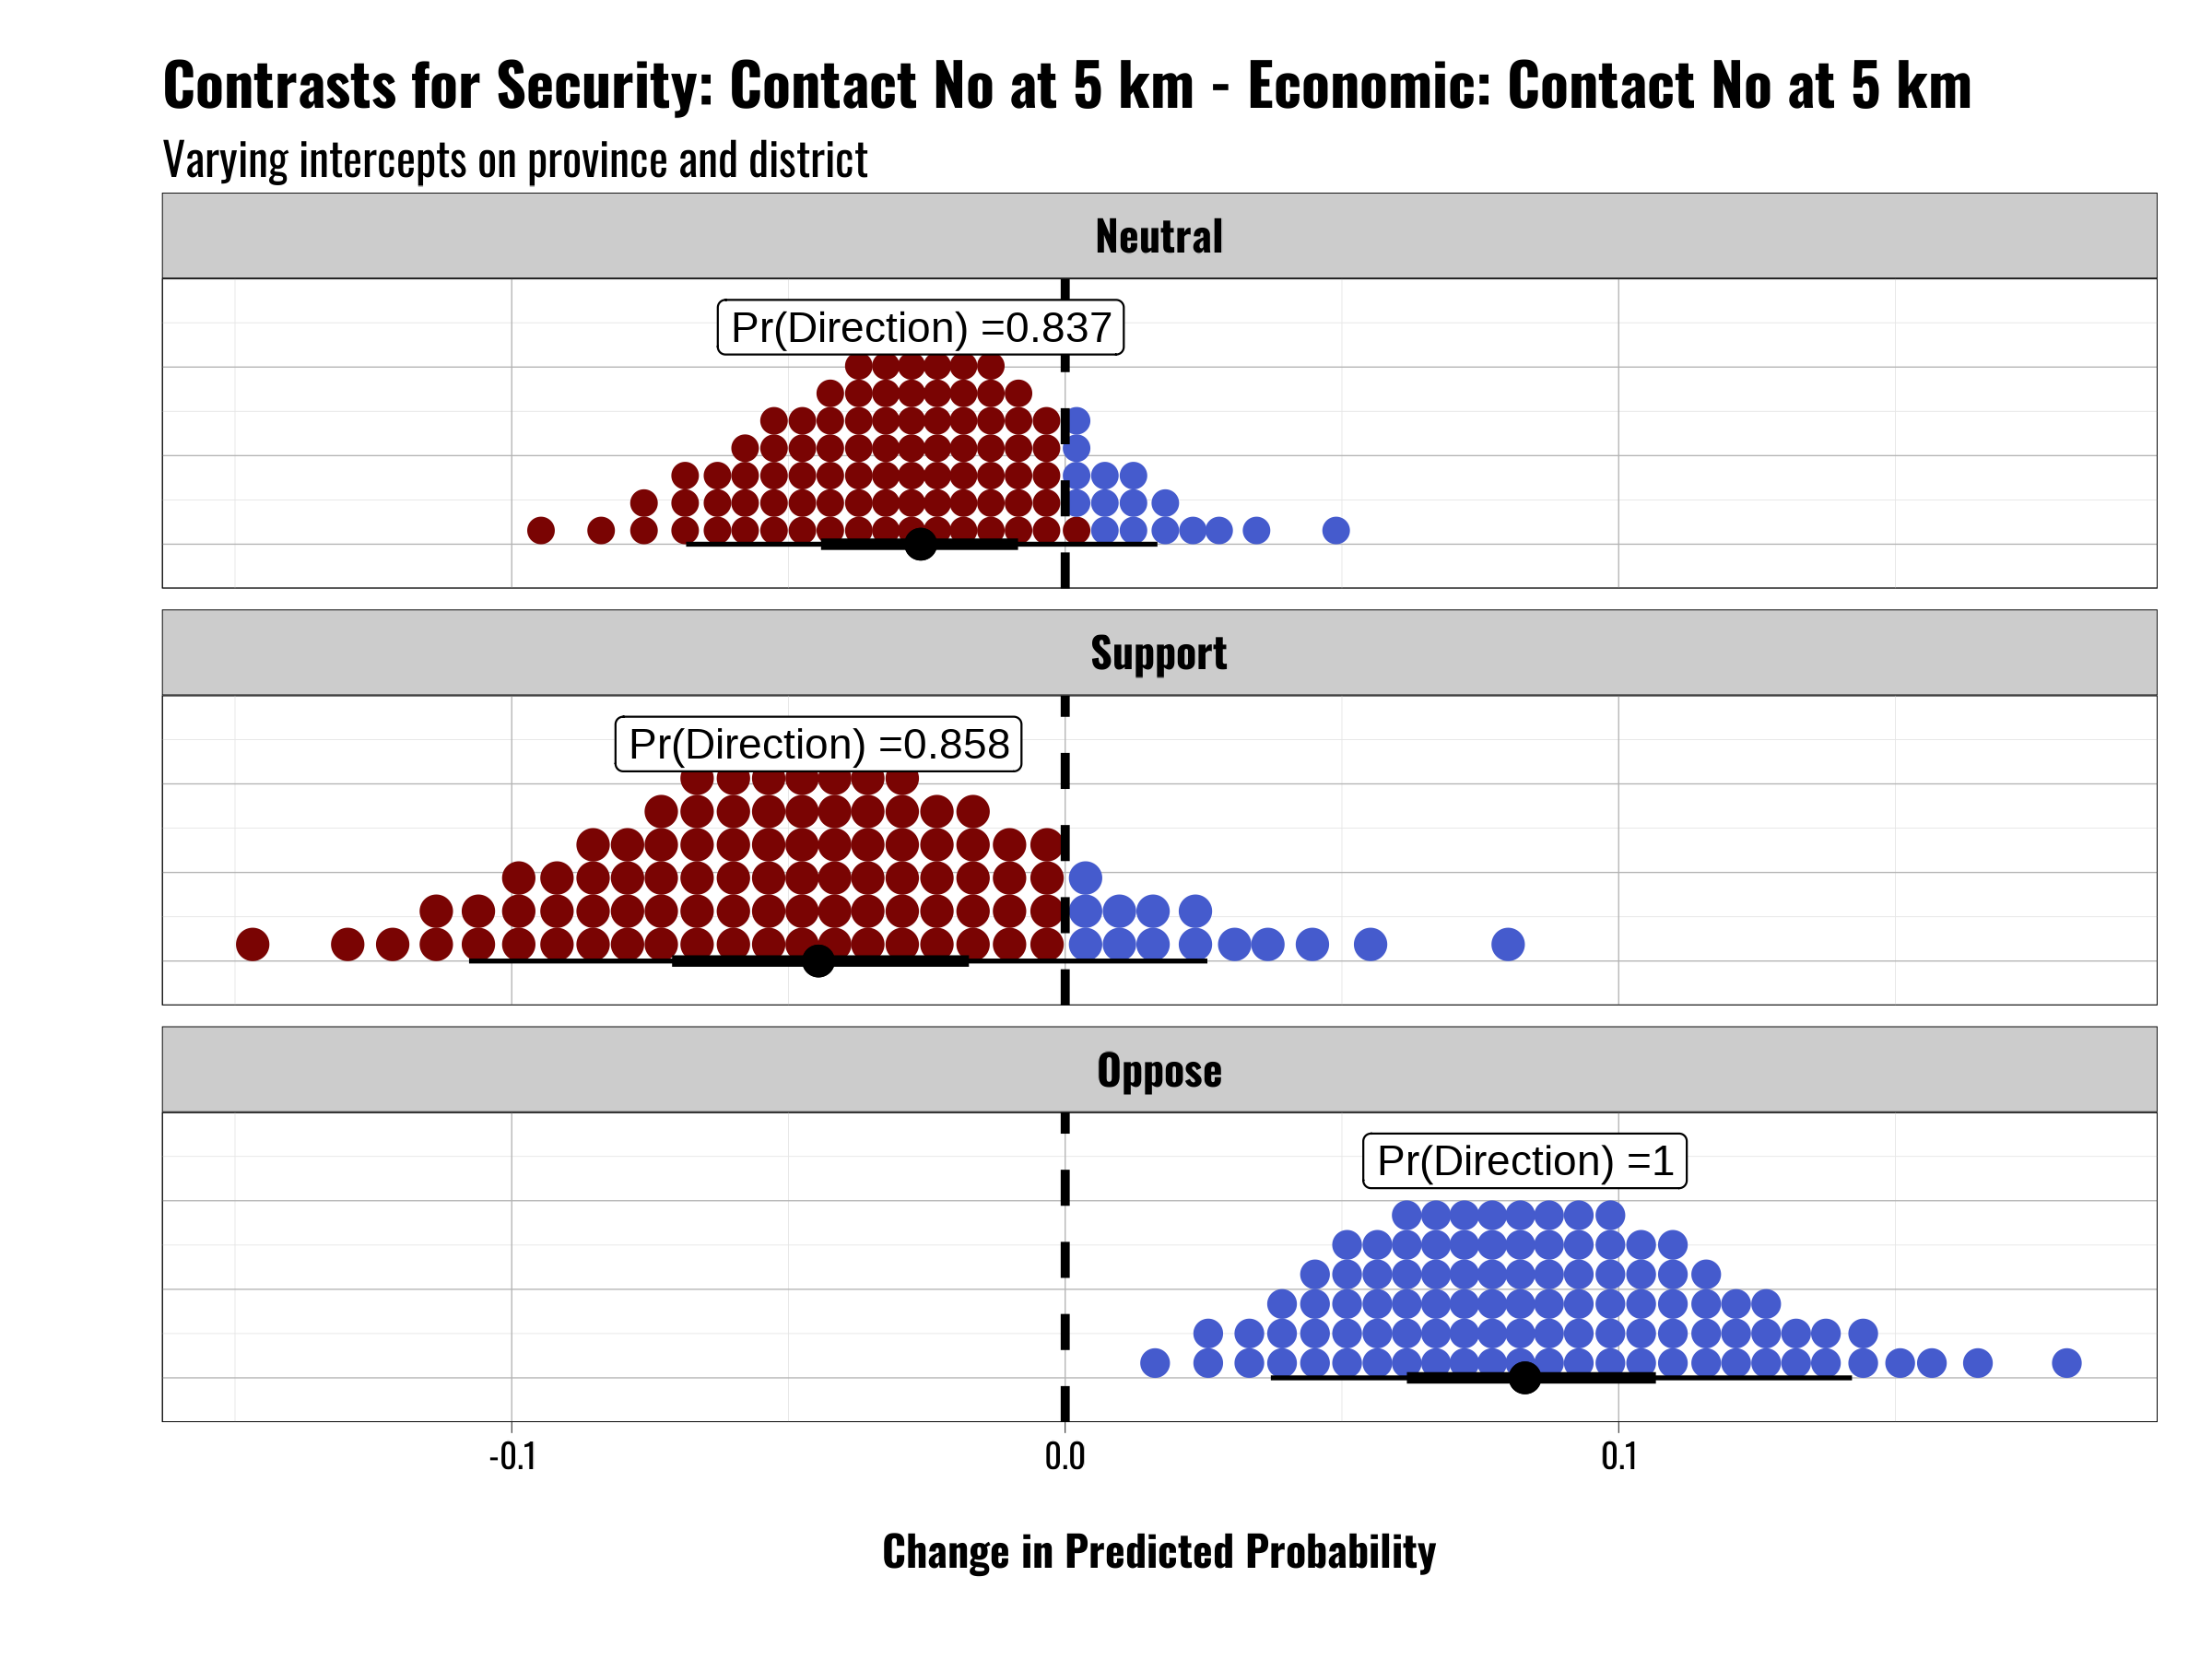 Contrasts for Security: Contact No at 5 km - Economic: Contact No at 5 km
Varying intercepts on province and district
Neutral
Pr(Direction) =0.837
Support
Pr(Direction) =0.858
Oppose
Pr(Direction) =1
-0.1 0.0 0.1
Change in Predicted Probability